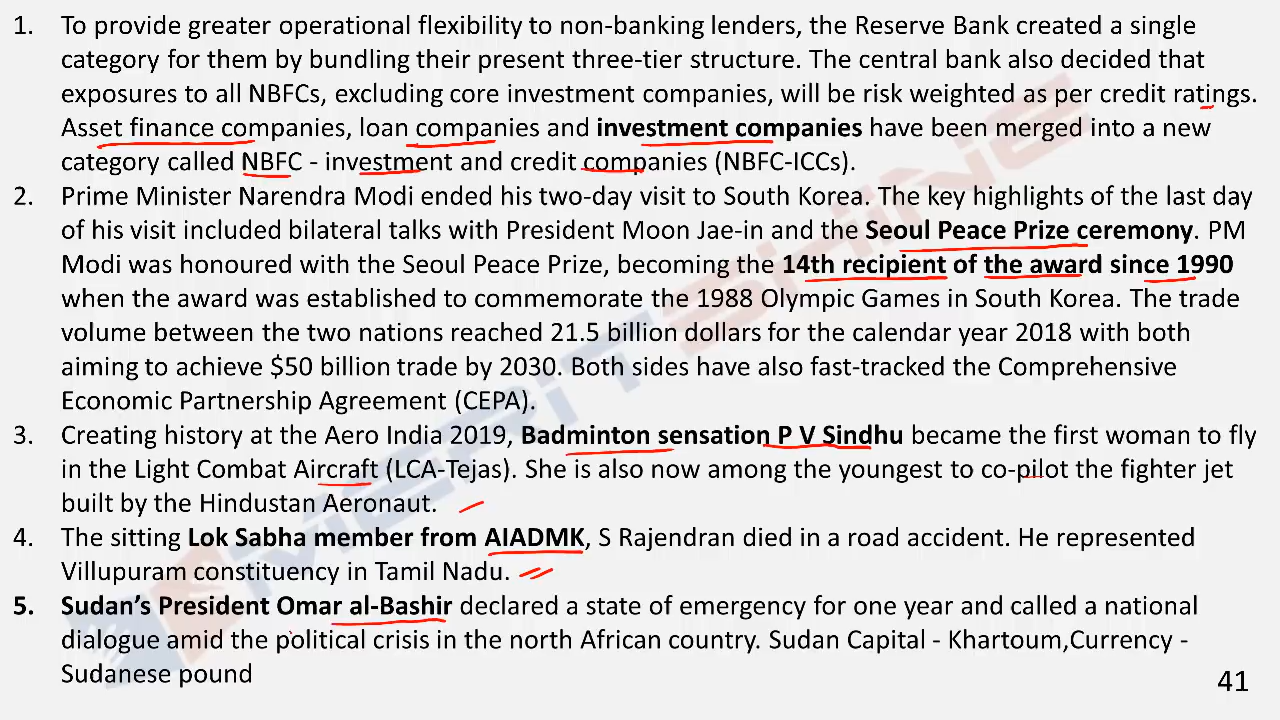 1. To provide greater operational flexibility to non-banking lenders, the Reserve Bank created a single
category for them by bundling their present three-tier structure. The central bank also decided that
exposures to all NBFCs, excluding core investment companies, will be risk weighted as per credit ratings.
Asset finance companies, loan companies and investment companies have been merged into a new
category called NBFC - investment and credit companies (NBFC-ICCs).
2. Prime Minister Narendra Modi ended his two-day visit to South Korea. The key highlights of the last day
of his visit included bilateral talks with President Moon Jae-in and the Seoul Peace Prize ceremony. PM
Modi was honoured with the Seoul Peace Prize, becoming the 14th recipient of the award since 1990
when the award was established to commemorate the 1988 Olympic Games in South Korea. The trade
volume between the two nations reached 21.5 billion dollars for the calendar year 2018 with both
aiming to achieve $50 billion trade by 2030. Both sides have also fast-tracked the Comprehensive
Economic Partnership Agreement (CEPA).
3. Creating history at the Aero India 2019, Badminton sensation P V Sindhu became the first woman to fly
in the Light Combat Aircraft (LCA-Tejas). She is also now among the youngest to co-pilot the fighter jet
built by the Hindustan Aeronaut.
4. The sitting Lok Sabha member from AIADMK, S Rajendran died in a road accident. He represented
Villupuram constituency in Tamil Nadu.
5. Sudan's President Omar al-Bashir declared a state of emergency for one year and called a national
dialogue amid the political crisis in the north African country. Sudan Capital - Khartoum,Currency -
Sudanese pound
41
MERITSHINE